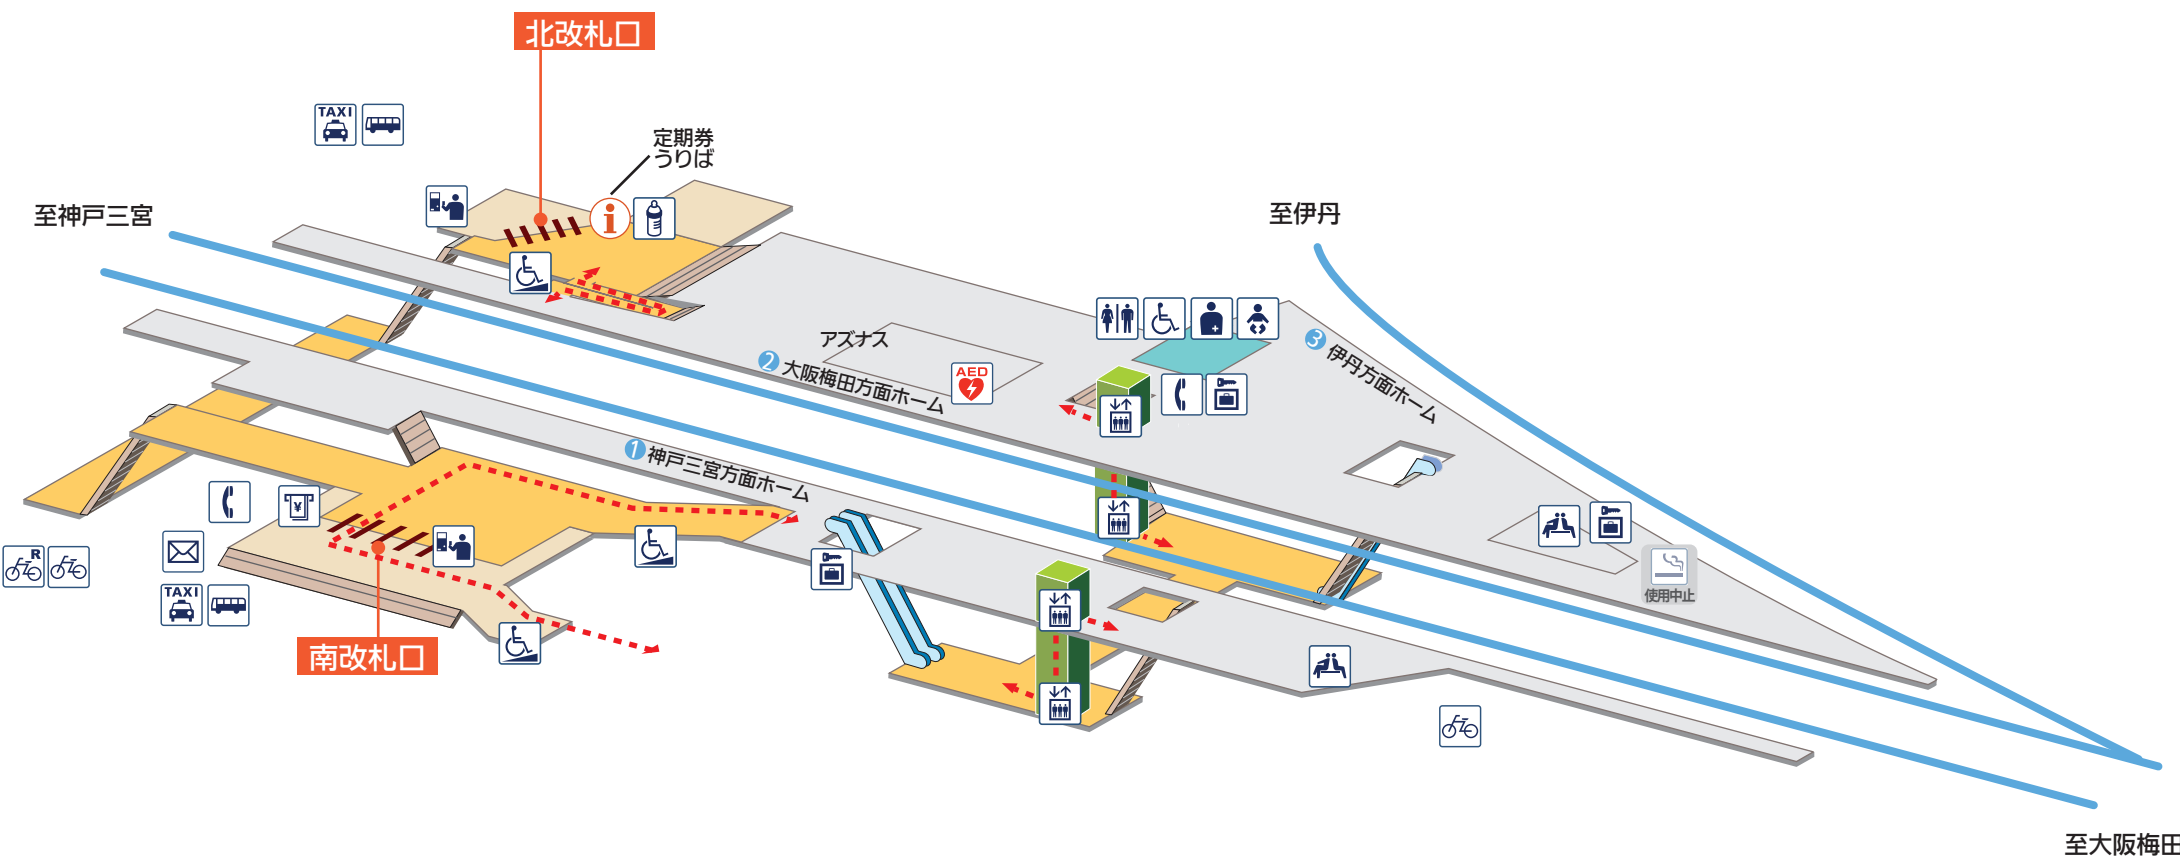 北改札口
TAXI
定期券
うりば
至神戸三宮
至伊丹
i
アズナス
2 大阪梅田方面ホーム
3 伊丹方面ホーム
AED
1 神戸三宮方面ホーム
¥
R
TAXI
使用中止
南改札口
至大阪梅田